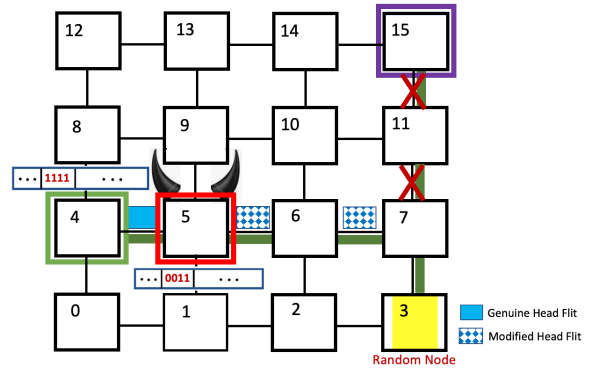 12 13 14 15
8 9 10 11
... 1111 ...
4 5 6 7
... 0011 ...
0 1 2 3
Genuine Head Flit
Modified Head Flit
Random Node